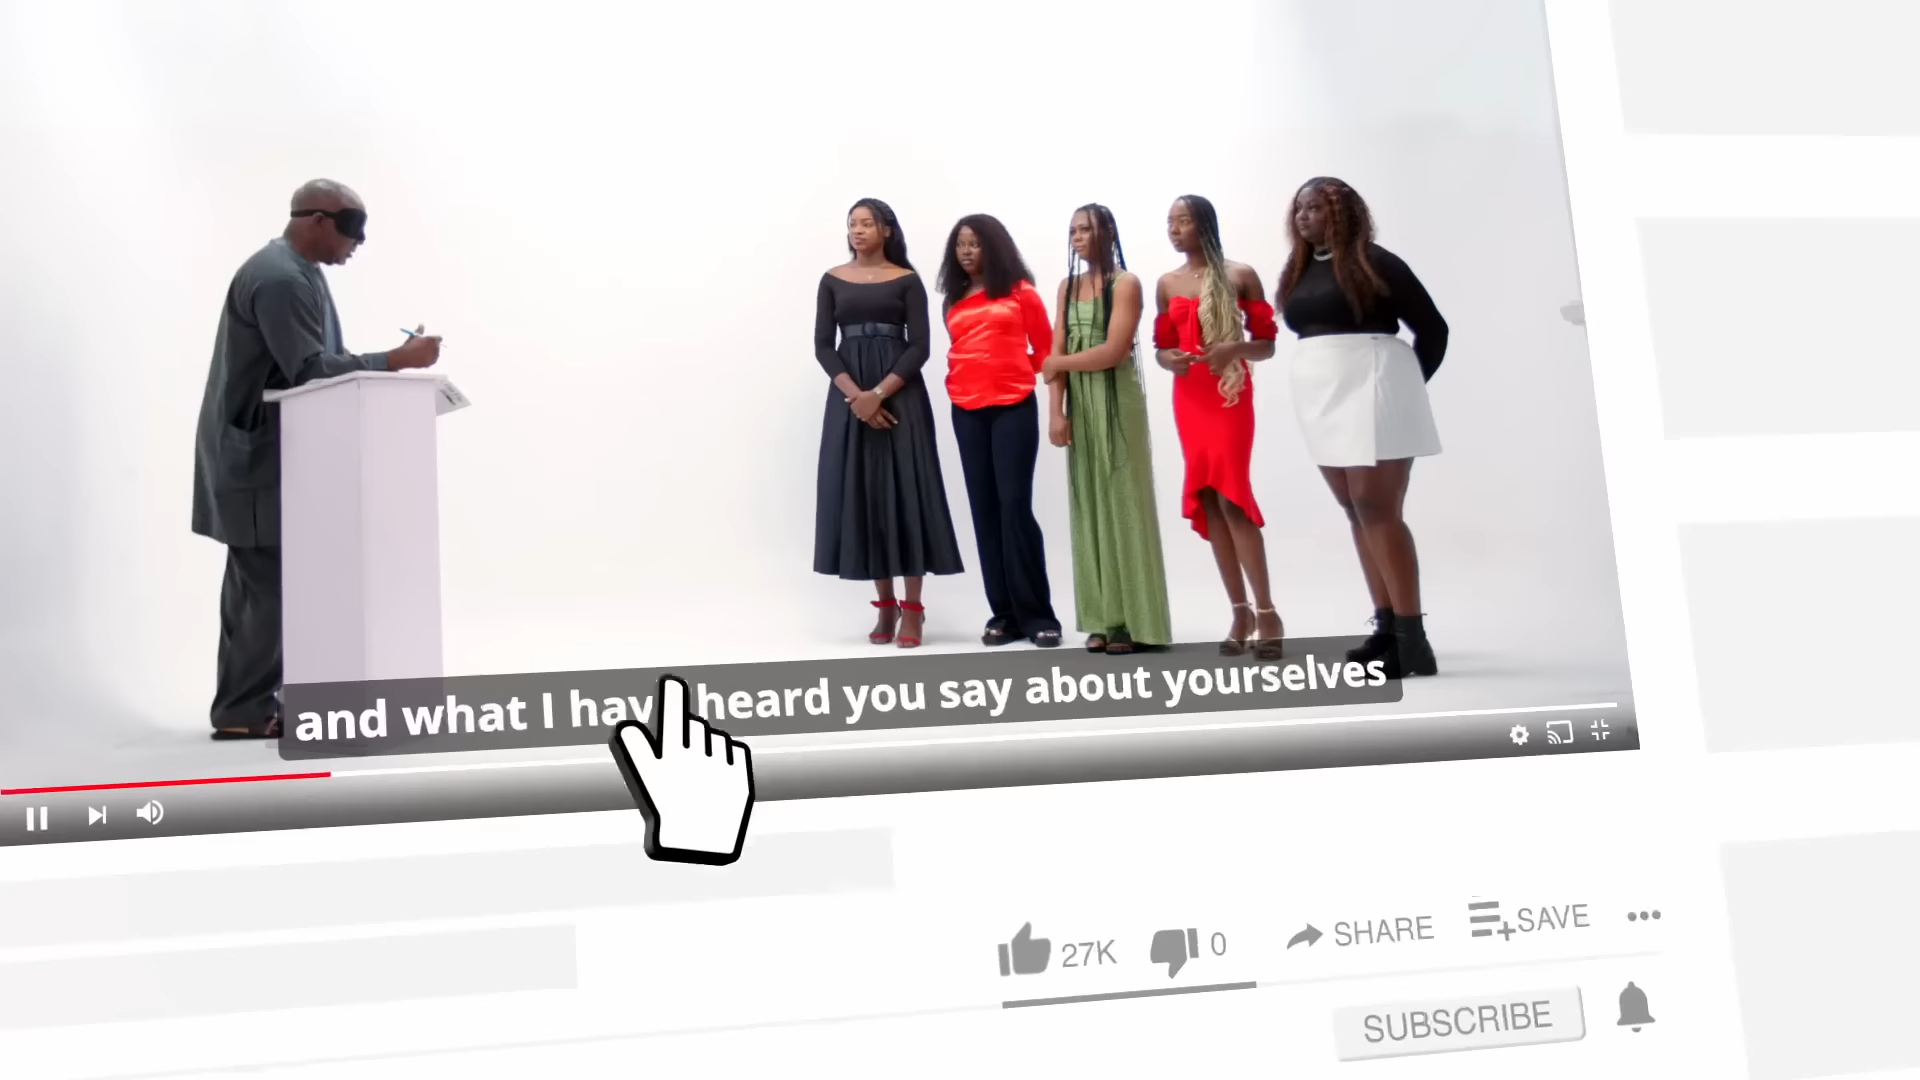 and what I hav heard you say about yourselves
27K
0
SHARE
SAVE
SUBSCRIBE